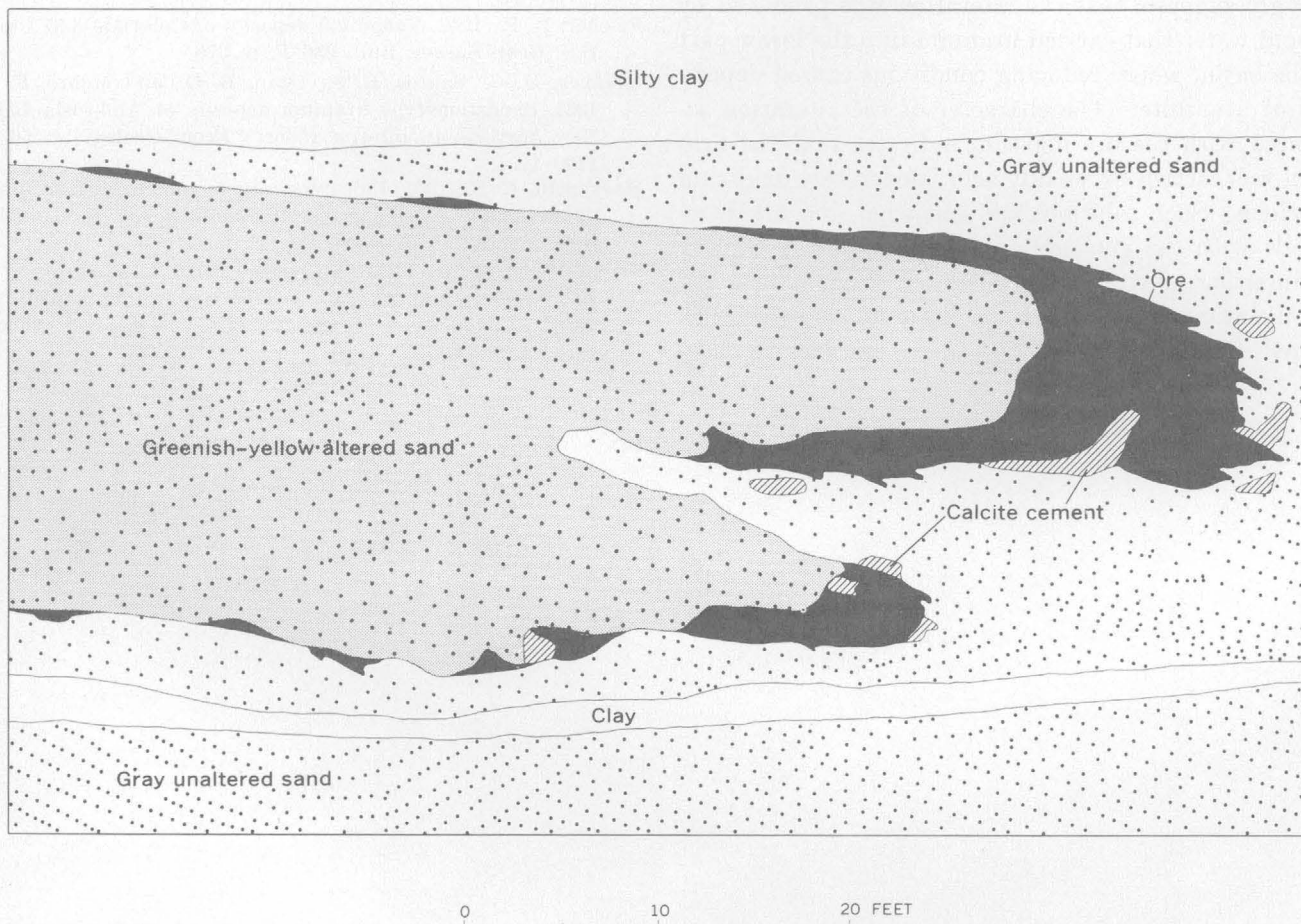 Silty clay
Gray unaltered sand
Ore
Greenish-yellow altered sand
Calcite cement
Clay
Gray unaltered sand
0 10 20 FEET